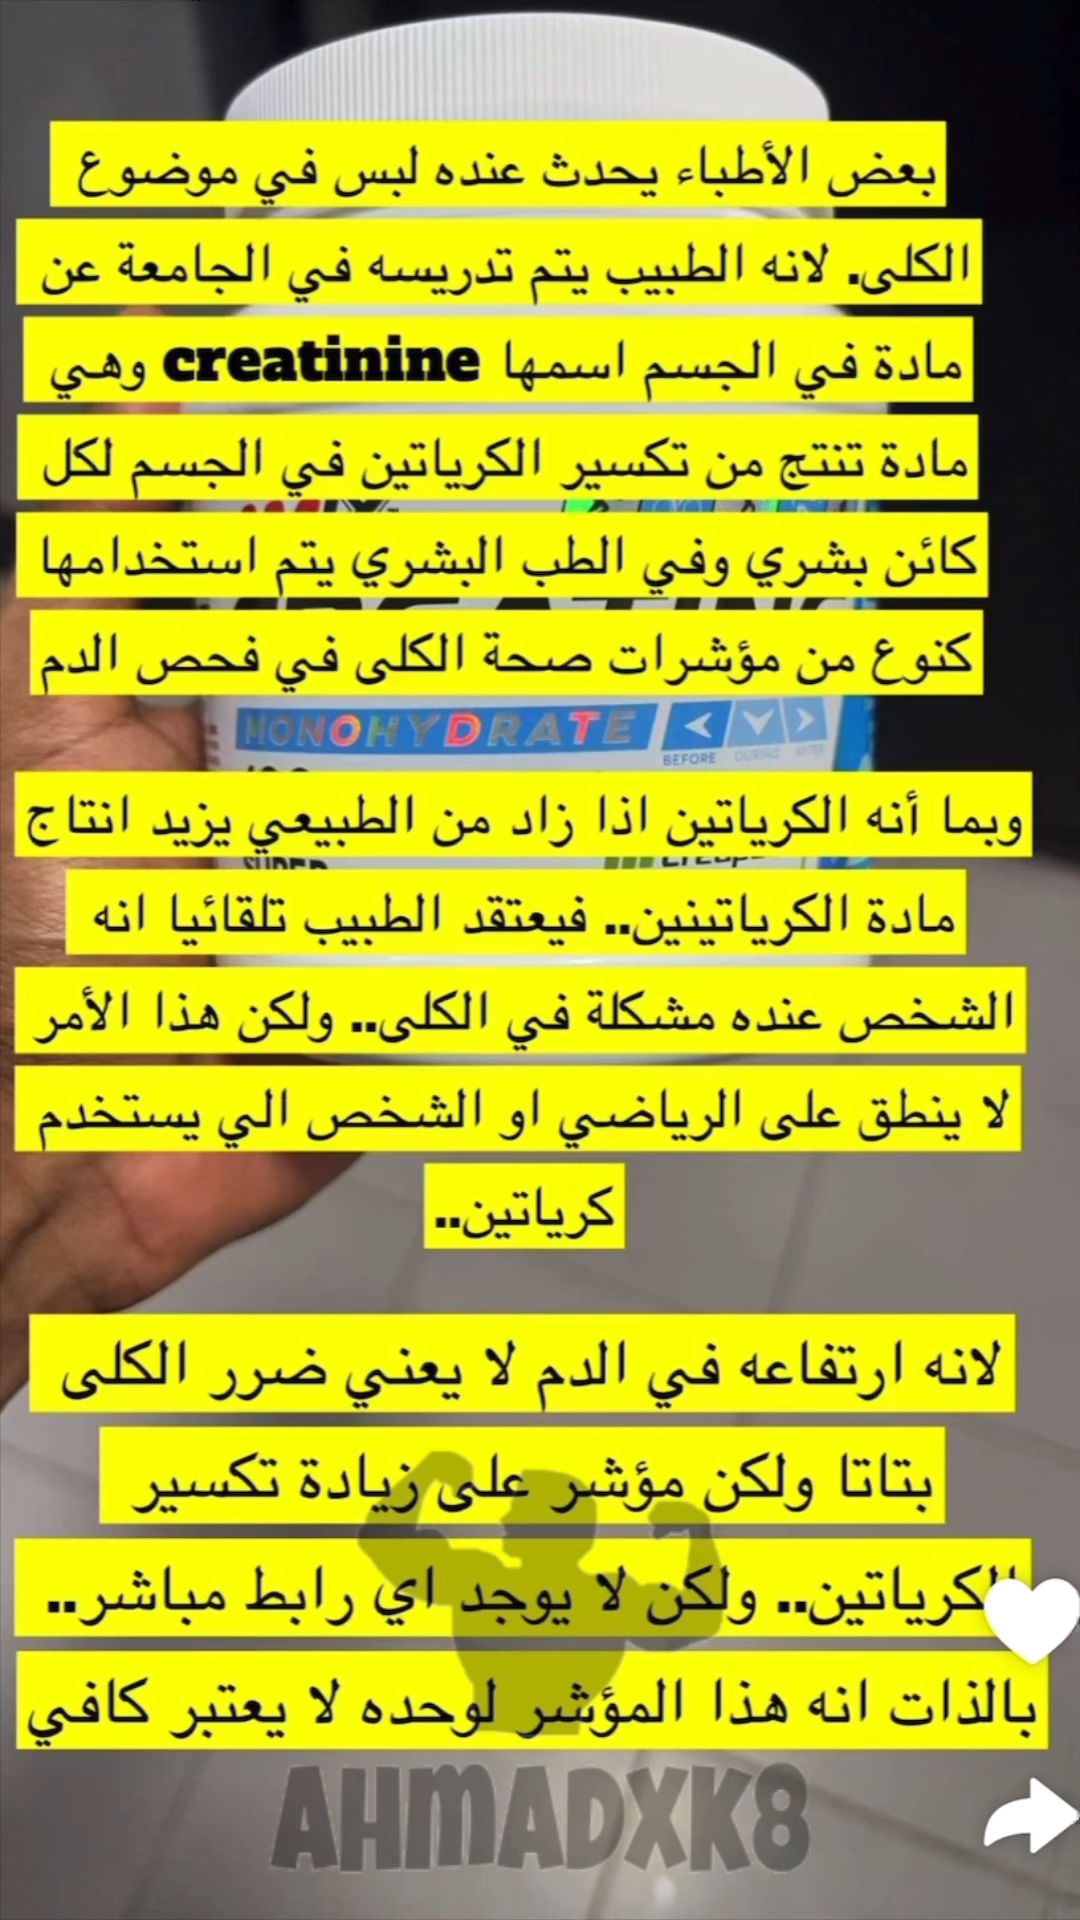 بعض الأطباء يحدث عنده لبس في موضوع
الكلى. لانه الطبيب يتم تدريسه في الجامعة عن
مادة في الجسم اسمها creatinine وهي
مادة تنتج من تكسير الكرياتين في الجسم لكل
كائن بشري وفي الطب البشري يتم استخدامها
كنوع من مؤشرات صحة الكلى في فحص الدم
MONOHYDRATE
BEFORE DURING AFTER
وبما أنه الكرياتين اذا زاد من الطبيعي يزيد انتاج
مادة الكرياتينين.. فيعتقد الطبيب تلقائيا انه
الشخص عنده مشكلة في الكلى.. ولكن هذا الأمر
لا ينطق على الرياضي او الشخص الي يستخدم
كرياتين..
لانه ارتفاعه في الدم لا يعني ضرر الكلى
بتاتا ولكن مؤشر على زيادة تكسير
الكرياتين.. ولكن لا يوجد اي رابط مباشر..
بالذات انه هذا المؤشر لوحده لا يعتبر كافي
AHMADXK8